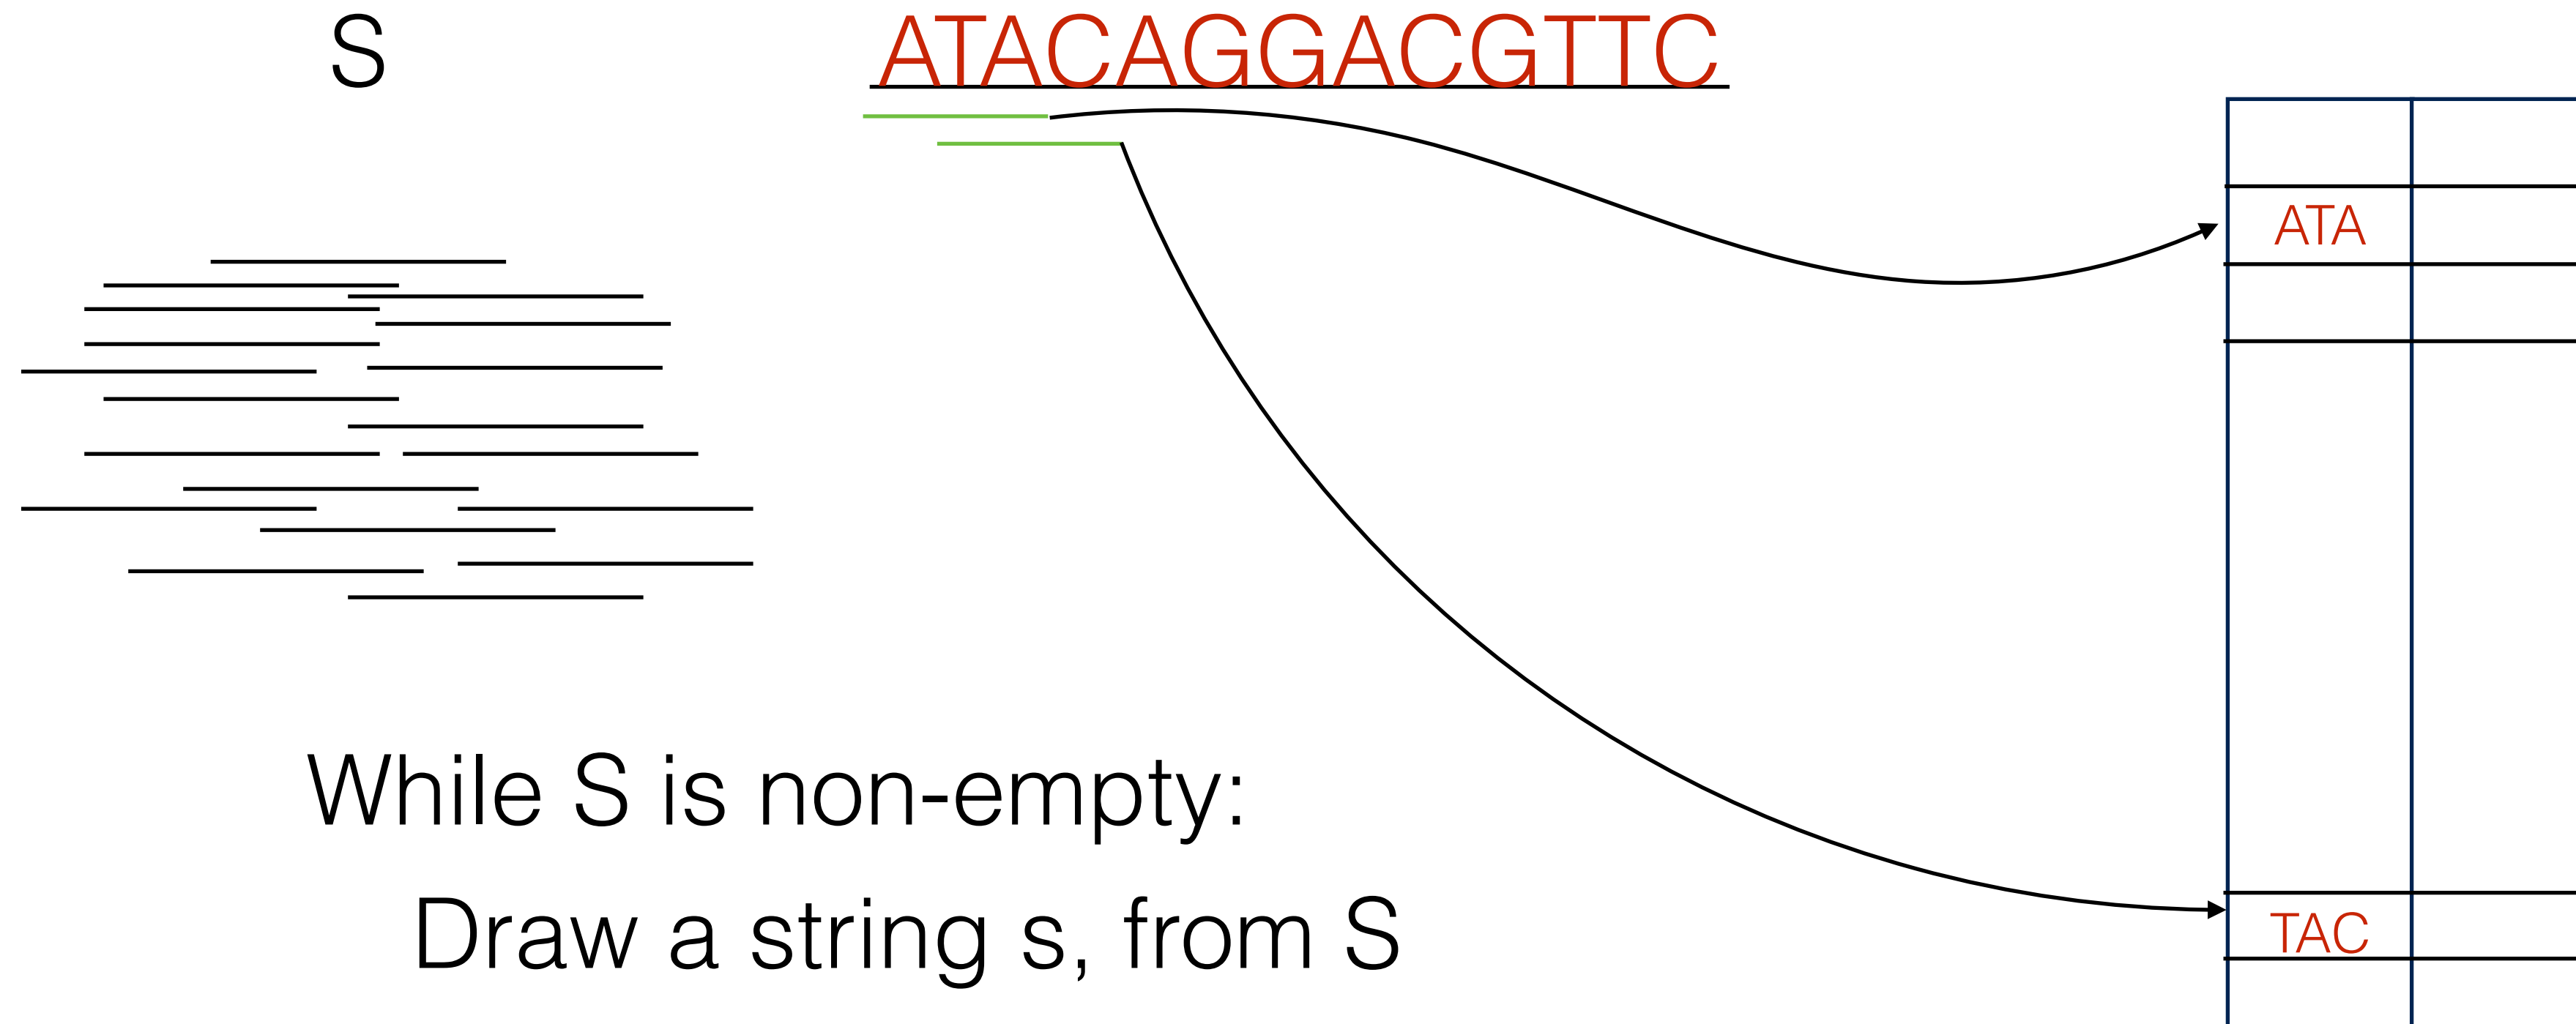 S
ATACAGGACGTTC
ATA
TAC
While S is non-empty:
Draw a string s, from S